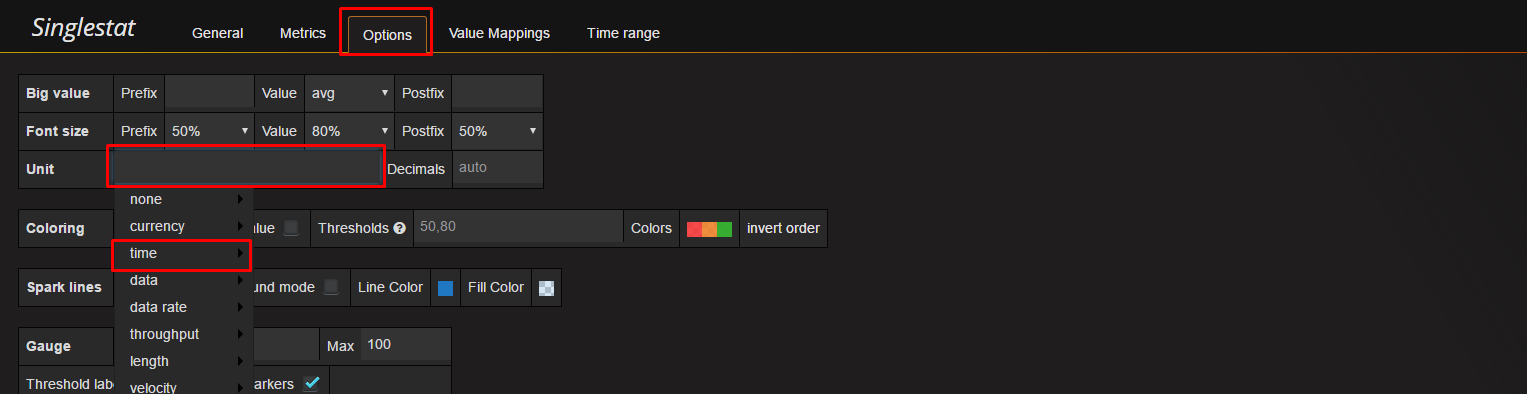 Singlestat General Metrics Options Value Mappings Time range
Big value Prefix Value avg Postfix
Font size Prefix 50% Value 80% Postfix 50%
Unit Decimals auto
none
currency
time
data
data rate
throughput
length
velocity
Coloring alue Thresholds ? 50,80 Colors invert order
Spark lines und mode Line Color Fill Color
Gauge Max 100
Threshold labe arkers